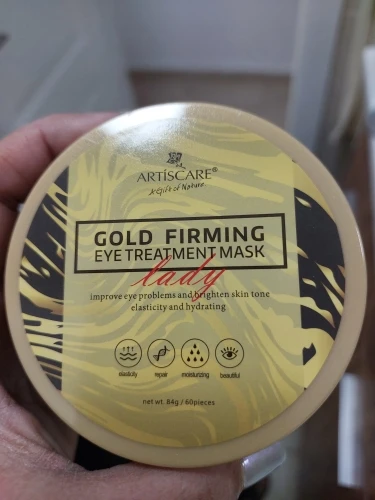 ARTISCARE®
A Gift of Nature
GOLD FIRMING
EYE TREATMENT MASK
lady
improve eye problems and brighten skin tone
elasticity and hydrating
elasticity repair moisturizing beautiful
net wt. 84g / 60pieces